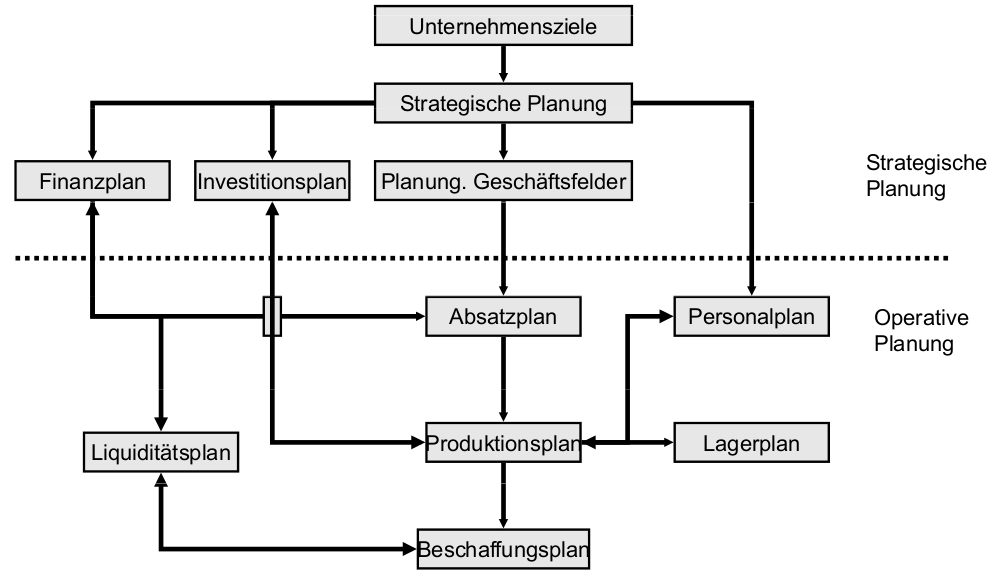 Unternehmensziele
Strategische Planung
Finanzplan
Investitionsplan
Planung. Geschäftsfelder
Strategische
Planung
Absatzplan
Personalplan
Operative
Planung
Liquiditätsplan
Produktionsplan
Lagerplan
Beschaffungsplan